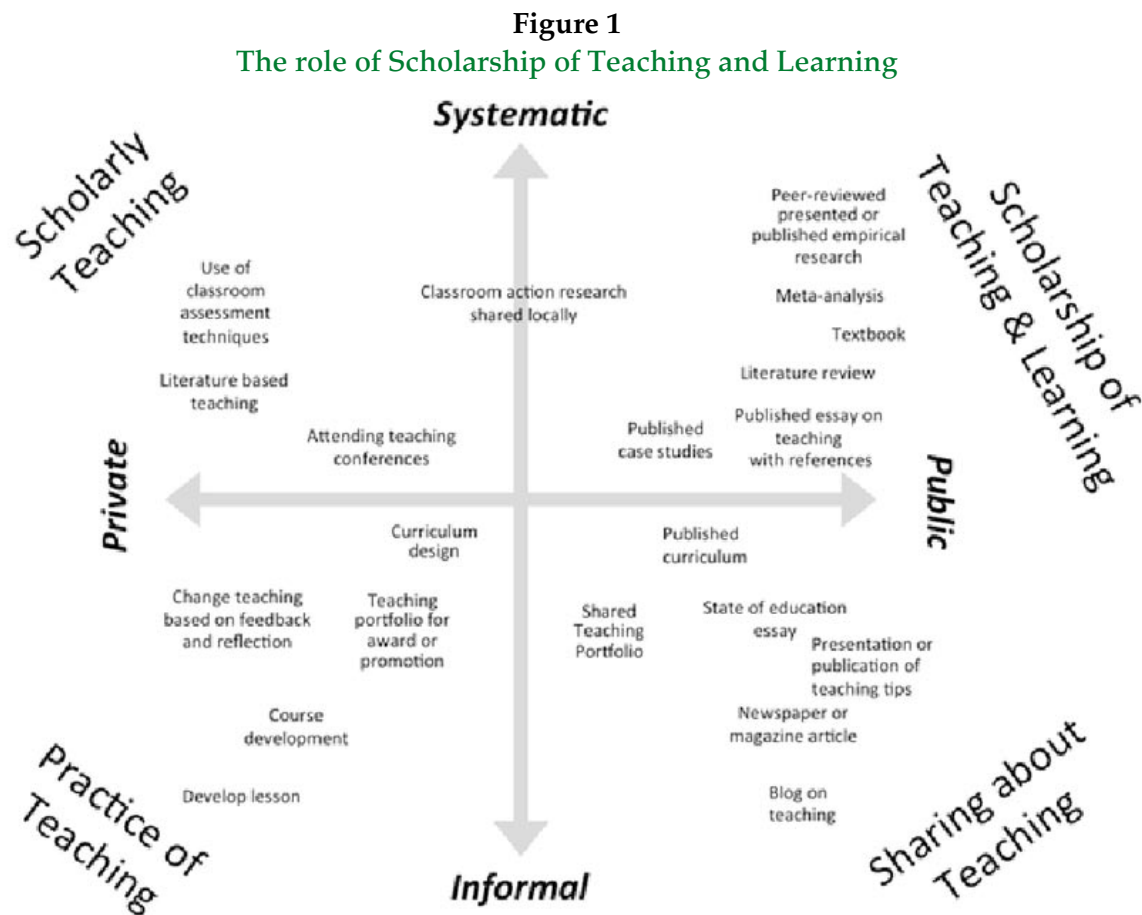 Figure 1
The role of Scholarship of Teaching and Learning
Systematic
Scholarly
Teaching
Scholarship of
Teaching & Learning
Peer-reviewed
presented or
published empirical
research
Use of
classroom
assessment
techniques
Classroom action research
shared locally
Meta-analysis
Textbook
Literature based
teaching
Literature review
Attending teaching
conferences
Published
case studies
Published essay on
teaching
with references
Private
Public
Curriculum
design
Published
curriculum
Change teaching
based on feedback
and reflection
Teaching
portfolio for
award or
promotion
Shared
Teaching
Portfolio
State of education
essay
Presentation or
publication of
teaching tips
Course
development
Newspaper or
magazine article
Develop lesson
Blog on
teaching
Practice of
Teaching
Sharing about
Teaching
Informal